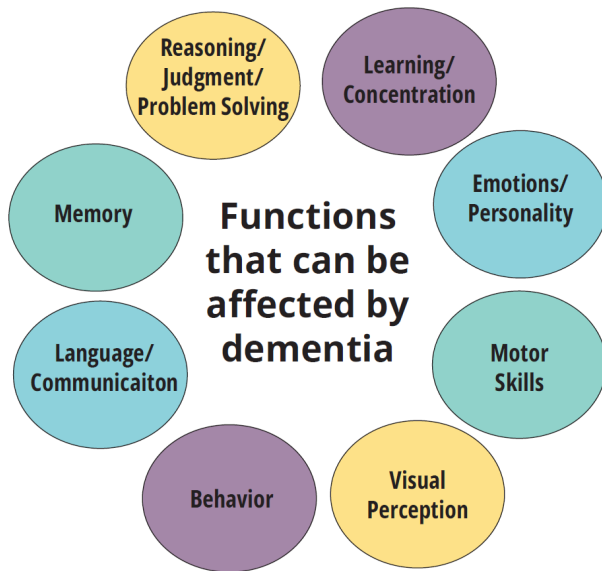 Reasoning/
Judgment/
Problem Solving
Learning/
Concentration
Emotions/
Personality
Motor
Skills
Visual
Perception
Behavior
Language/
Communicaiton
Memory
Functions
that can be
affected by
dementia